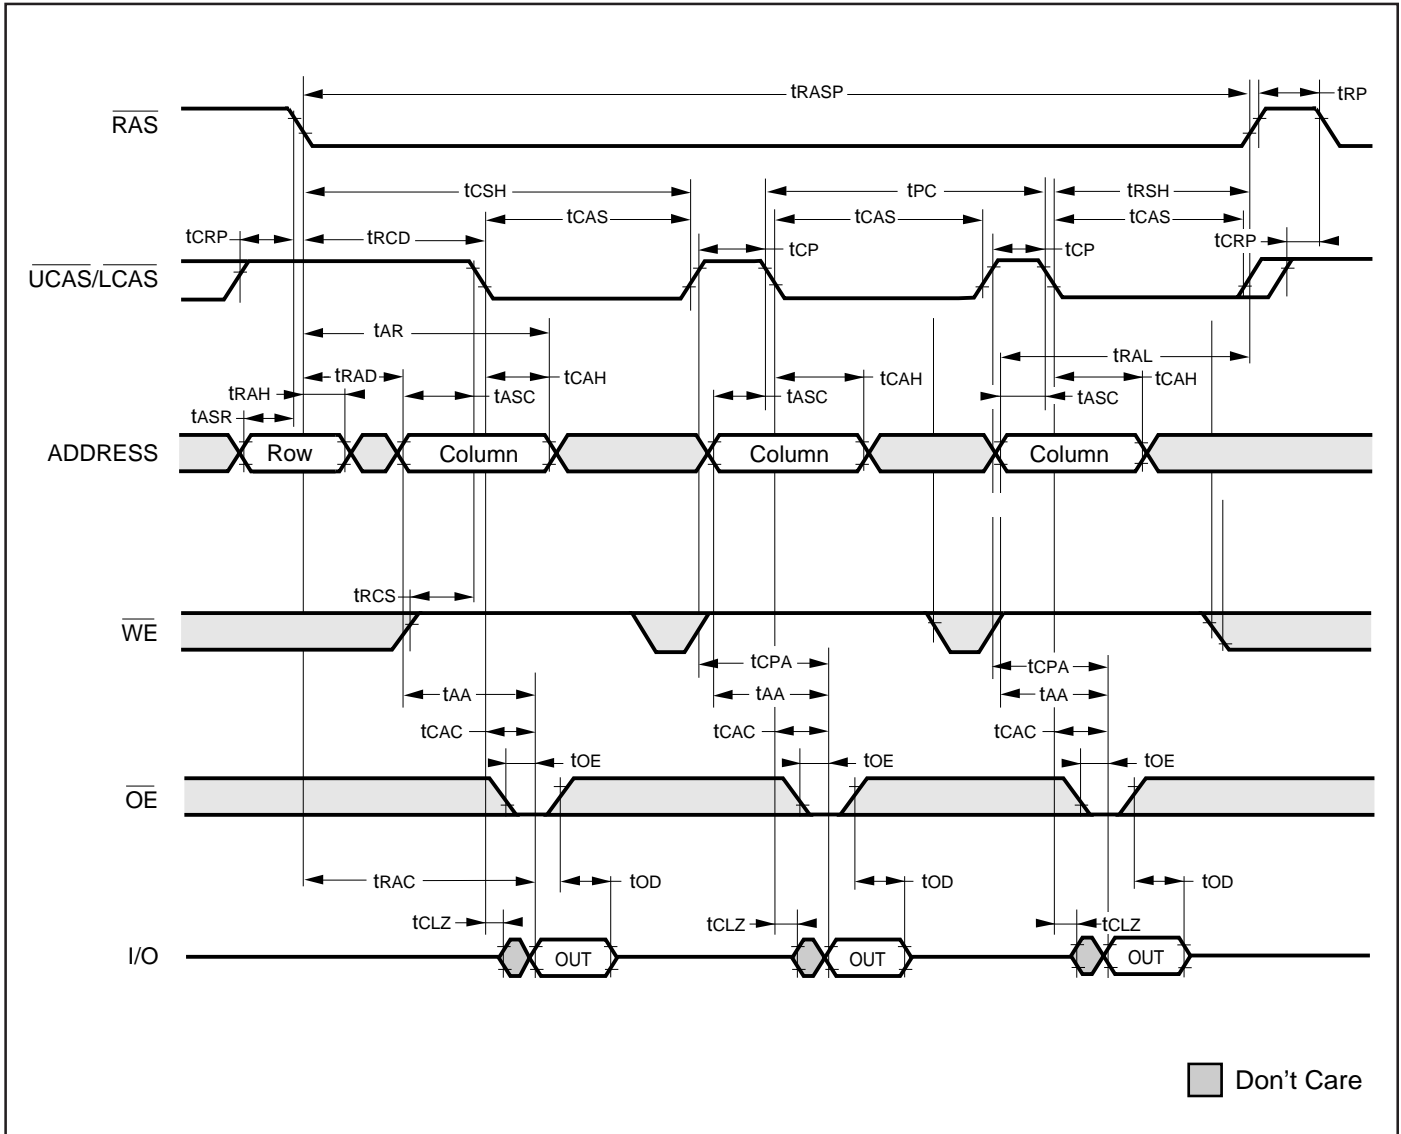 tRASP
tRP
RAS
tCSH
tPC
tRSH
tCAS
tCAS
tCAS
tCRP
tRCD
tCP
tCP
tCRP
UCAS/LCAS
tAR
tRAL
tRAD
tCAH
tCAH
tCAH
tRAH
tASC
tASC
tASC
tASR
ADDRESS
Row
Column
Column
Column
tRCS
WE
tCPA
tCPA
tAA
tAA
tAA
tCAC
tCAC
tCAC
tOE
tOE
tOE
OE
tRAC
tOD
tOD
tOD
tCLZ
tCLZ
tCLZ
I/O
OUT
OUT
OUT
Don't Care